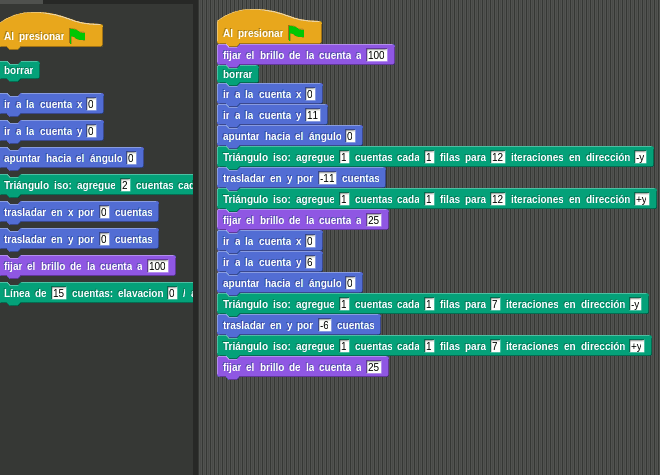 Al presionar
borrar
ir a la cuenta x 0
ir a la cuenta y 0
apuntar hacia el ángulo 0
Triángulo iso: agregue 2 cuentas cad
trasladar en x por 0 cuentas
trasladar en y por 0 cuentas
fijar el brillo de la cuenta a 100
Línea de 15 cuentas: elavacion 0 /
Al presionar
fijar el brillo de la cuenta a 100
borrar
ir a la cuenta x 0
ir a la cuenta y 11
apuntar hacia el ángulo 0
Triángulo iso: agregue 1 cuentas cada 1 filas para 12 iteraciones en dirección -y
trasladar en y por -11 cuentas
Triángulo iso: agregue 1 cuentas cada 1 filas para 12 iteraciones en dirección +y
fijar el brillo de la cuenta a 25
ir a la cuenta x 0
ir a la cuenta y 6
apuntar hacia el ángulo 0
Triángulo iso: agregue 1 cuentas cada 1 filas para 7 iteraciones en dirección -y
trasladar en y por -6 cuentas
Triángulo iso: agregue 1 cuentas cada 1 filas para 7 iteraciones en dirección +y
fijar el brillo de la cuenta a 25